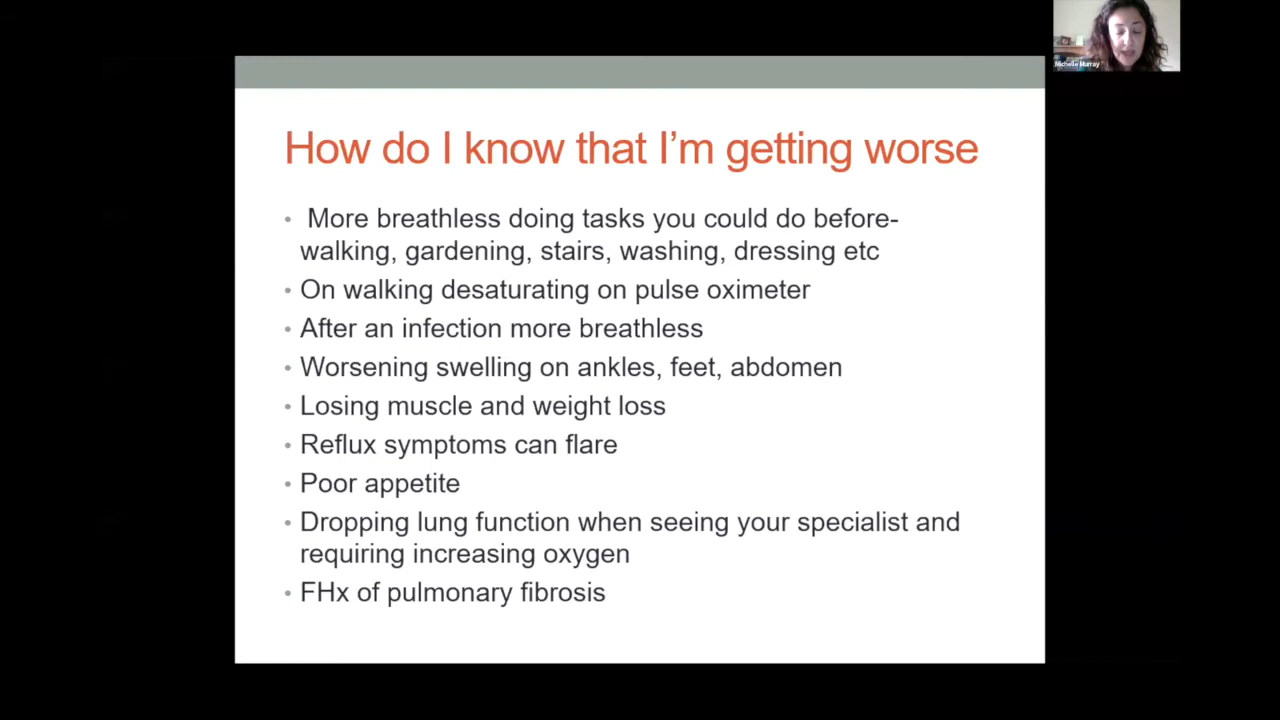 Michelle Murray
How do I know that I'm getting worse
• More breathless doing tasks you could do before-
walking, gardening, stairs, washing, dressing etc
• On walking desaturating on pulse oximeter
• After an infection more breathless
• Worsening swelling on ankles, feet, abdomen
• Losing muscle and weight loss
• Reflux symptoms can flare
• Poor appetite
• Dropping lung function when seeing your specialist and
requiring increasing oxygen
• FHx of pulmonary fibrosis